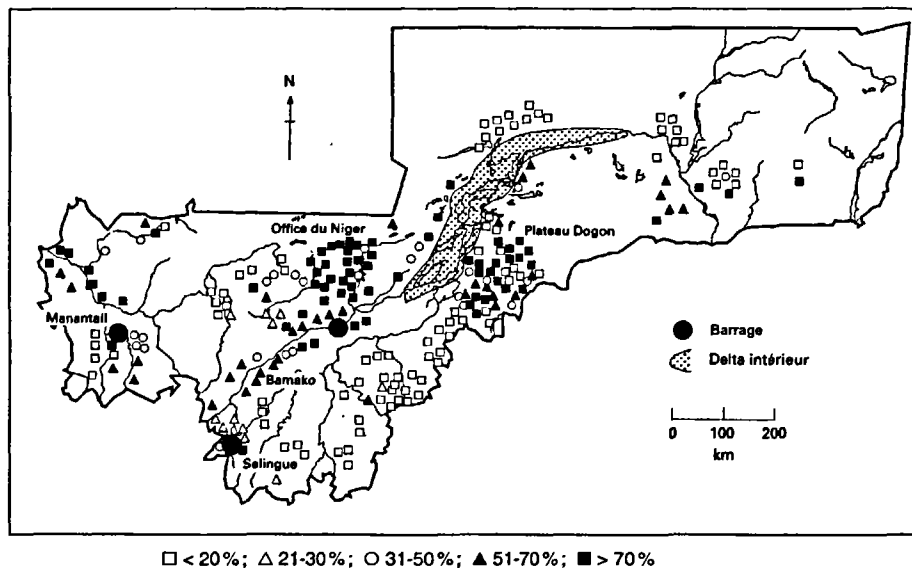 N
Office du Niger
Plateau Dogon
Manantali
Barrage
Delta intérieur
Bamako
0 100 200
km
Selingue
□ < 20%; △ 21-30%; ○ 31-50%; ▲ 51-70%; ■ > 70%